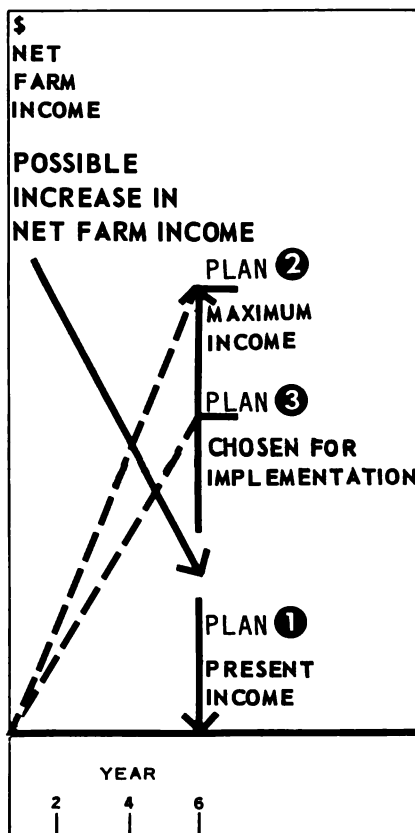 $
NET
FARM
INCOME
POSSIBLE
INCREASE IN
NET FARM INCOME
PLAN 2
MAXIMUM
INCOME
PLAN 3
CHOSEN FOR
IMPLEMENTATION
PLAN 1
PRESENT
INCOME
YEAR
2 4 6